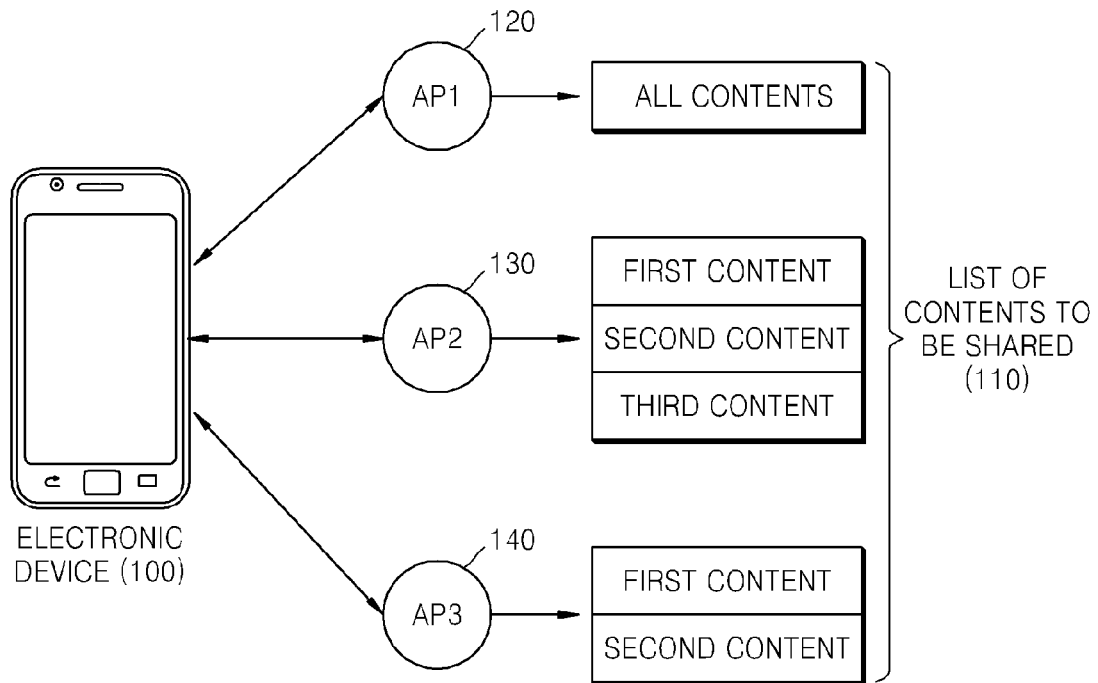 120
AP1
ALL CONTENTS
130
AP2
FIRST CONTENT
SECOND CONTENT
THIRD CONTENT
LIST OF
CONTENTS TO
BE SHARED
(110)
ELECTRONIC
DEVICE (100)
140
AP3
FIRST CONTENT
SECOND CONTENT